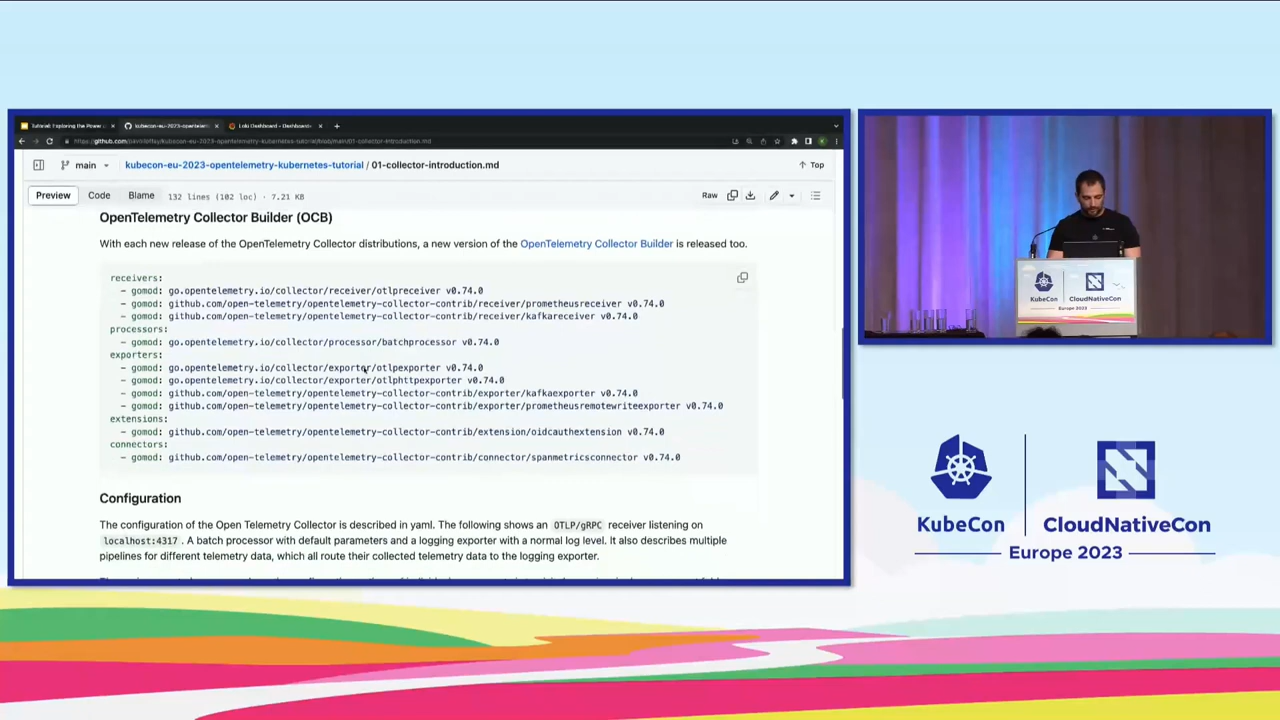 Tutorial: Exploring the Power
kubecon-eu-2023-opentelem
Loki Dashboard - Dashboard
main
kubecon-eu-2023-opentelemetry-kubernetes-tutorial / 01-collector-introduction.md
Top
Preview
Code
Blame
132 lines (102 loc) · 7.21 KB
Raw
OpenTelemetry Collector Builder (OCB)
With each new release of the OpenTelemetry Collector distributions, a new version of the OpenTelemetry Collector Builder is released too.
receivers:
- gomod: go.opentelemetry.io/collector/receiver/otlpreceiver v0.74.0
- gomod: github.com/open-telemetry/opentelemetry-collector-contrib/receiver/prometheusreceiver v0.74.0
- gomod: github.com/open-telemetry/opentelemetry-collector-contrib/receiver/kafkareceiver v0.74.0
processors:
- gomod: go.opentelemetry.io/collector/processor/batchprocessor v0.74.0
exporters:
- gomod: go.opentelemetry.io/collector/exporter/otlpexporter v0.74.0
- gomod: go.opentelemetry.io/collector/exporter/otlphttpexporter v0.74.0
- gomod: github.com/open-telemetry/opentelemetry-collector-contrib/exporter/kafkaexporter v0.74.0
- gomod: github.com/open-telemetry/opentelemetry-collector-contrib/exporter/prometheusremotewriteexporter v0.74.0
extensions:
- gomod: github.com/open-telemetry/opentelemetry-collector-contrib/extension/oidcauthextension v0.74.0
connectors:
- gomod: github.com/open-telemetry/opentelemetry-collector-contrib/connector/spanmetricsconnector v0.74.0
Configuration
The configuration of the Open Telemetry Collector is described in yaml. The following shows an OTLP/gRPC receiver listening on
localhost:4317 . A batch processor with default parameters and a logging exporter with a normal log level. It also describes multiple
pipelines for different telemetry data, which all route their collected telemetry data to the logging exporter.
KubeCon
CloudNativeCon
Europe 2023
KubeCon
CloudNativeCon
Europe 2023